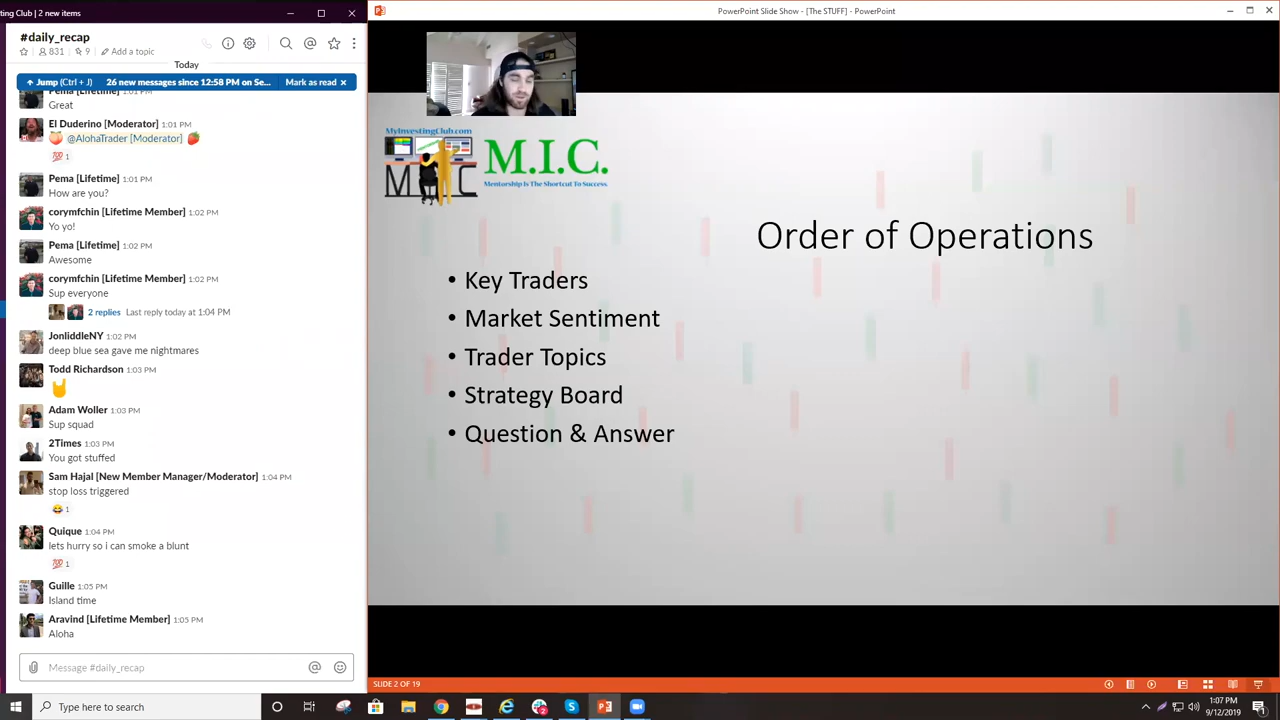 ting Club | 2 new items
#daily_recap
831
9
Add a topic
Today
Jump (Ctrl + J)
26 new messages since 12:58 PM on Se...
Mark as read
Pema [Lifetime] 1:01 PM
Great
El Duderino [Moderator] 1:01 PM
@AlohaTrader [Moderator]
1
Pema [Lifetime] 1:01 PM
How are you?
corymfchin [Lifetime Member] 1:02 PM
Yo yo!
Pema [Lifetime] 1:02 PM
Awesome
corymfchin [Lifetime Member] 1:02 PM
Sup everyone
2 replies Last reply today at 1:04 PM
JonliddleNY 1:02 PM
deep blue sea gave me nightmares
Todd Richardson 1:03 PM
Adam Woller 1:03 PM
Sup squad
2Times 1:03 PM
You got stuffed
Sam Hajal [New Member Manager/Moderator] 1:04 PM
stop loss triggered
1
Quique 1:04 PM
lets hurry so i can smoke a blunt
1
Guille 1:05 PM
Island time
Aravind [Lifetime Member] 1:05 PM
Aloha
Message #daily_recap
PowerPoint Slide Show - [The STUFF] - PowerPoint
MyInvestingClub.com
MIC
M.I.C.
Mentorship Is The Shortcut To Success.
Order of Operations
• Key Traders
• Market Sentiment
• Trader Topics
• Strategy Board
• Question & Answer
SLIDE 2 OF 19
Type here to search
1:07 PM
9/12/2019